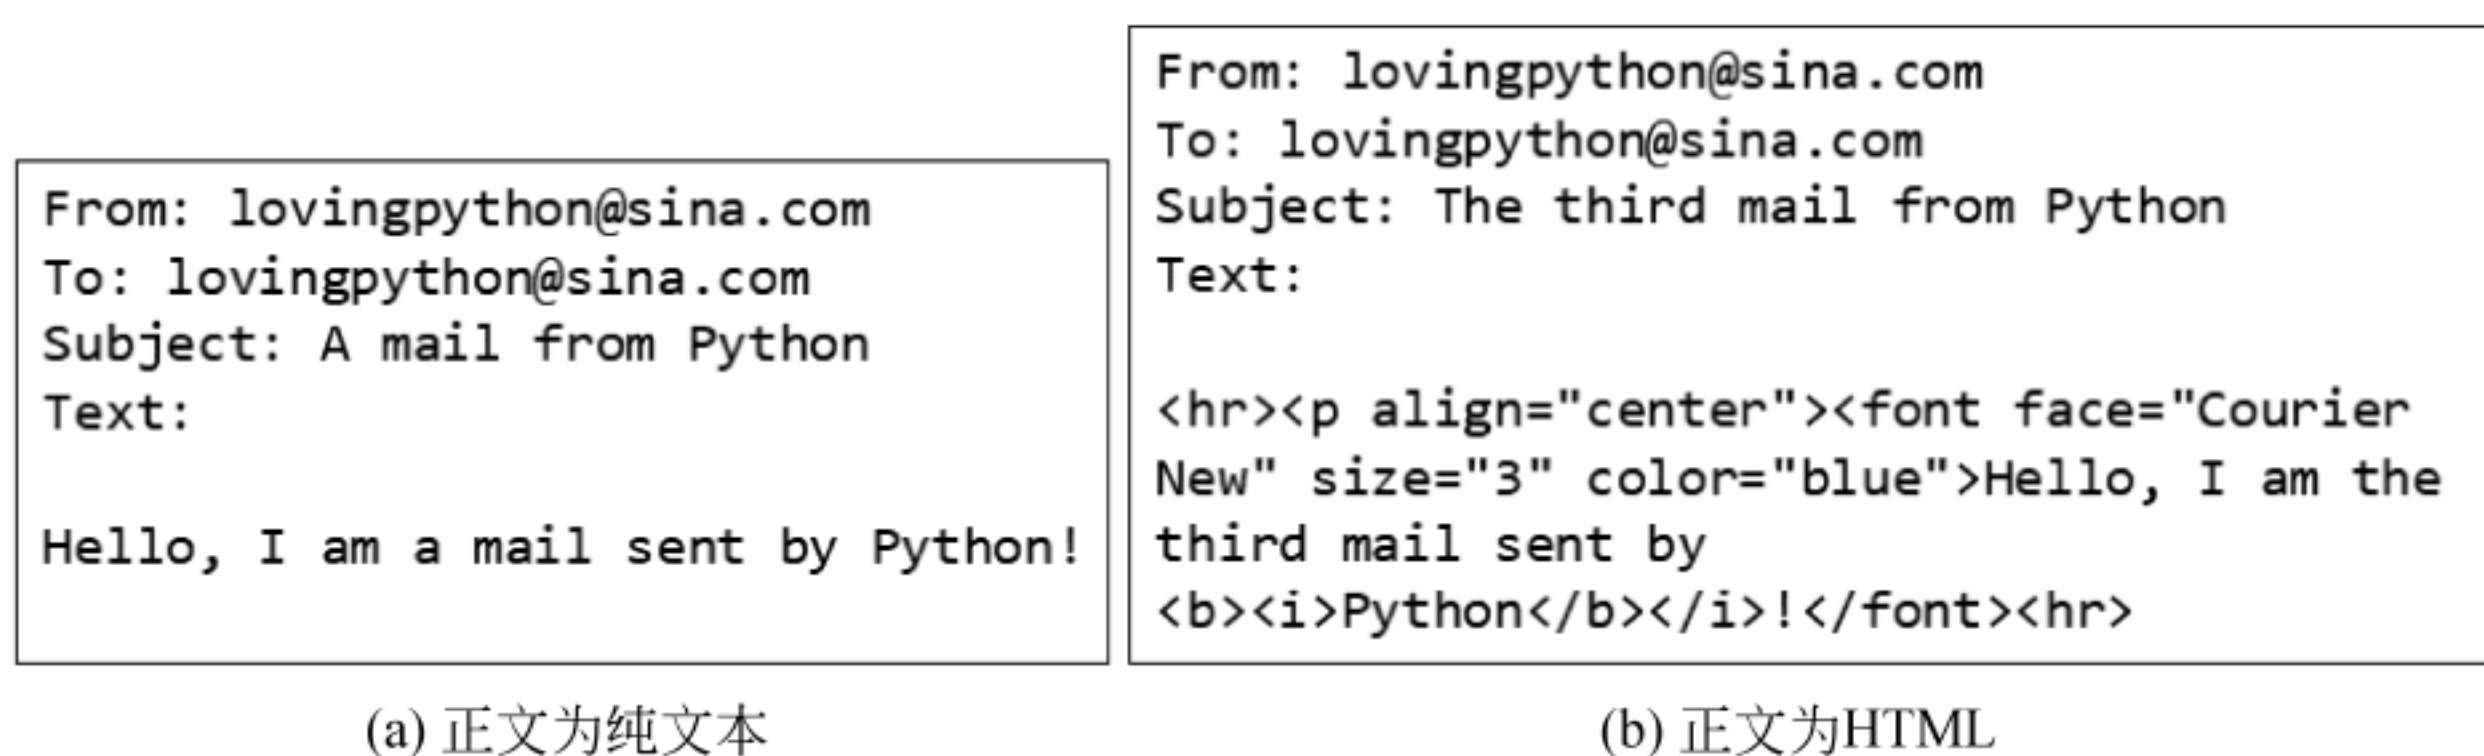 From: lovingpython@sina.com
To: lovingpython@sina.com
Subject: A mail from Python
Text:

Hello, I am a mail sent by Python!
(a) 正文为纯文本
From: lovingpython@sina.com
To: lovingpython@sina.com
Subject: The third mail from Python
Text:

<hr><p align="center"><font face="Courier
New" size="3" color="blue">Hello, I am the
third mail sent by
<b><i>Python</b></i>!</font><hr>
(b) 正文为HTML